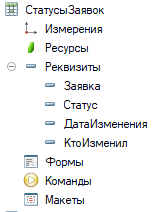 СтатусыЗаявок
Измерения
Ресурсы
Реквизиты
Заявка
Статус
ДатаИзменения
КтоИзменил
Формы
Команды
Макеты